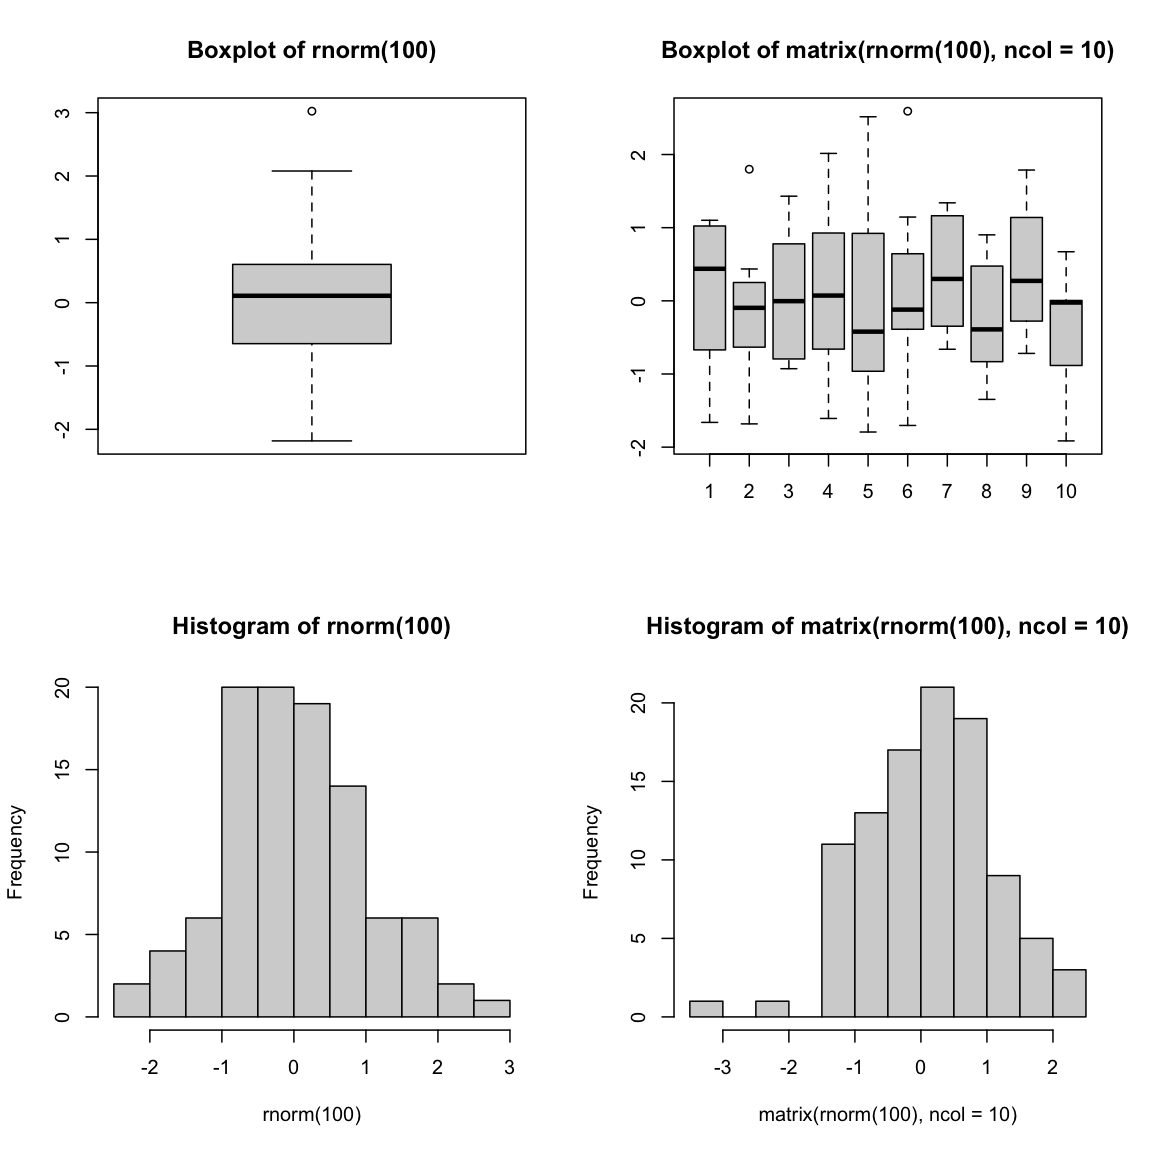 Boxplot of rnorm(100)
3
2
1
0
-1
-2
Boxplot of matrix(rnorm(100), ncol = 10)
2
1
0
-1
-2
1 2 3 4 5 6 7 8 9 10
Histogram of rnorm(100)
Frequency
20
15
10
5
0
-2 -1 0 1 2 3
rnorm(100)
Histogram of matrix(rnorm(100), ncol = 10)
Frequency
20
15
10
5
0
-3 -2 -1 0 1 2
matrix(rnorm(100), ncol = 10)